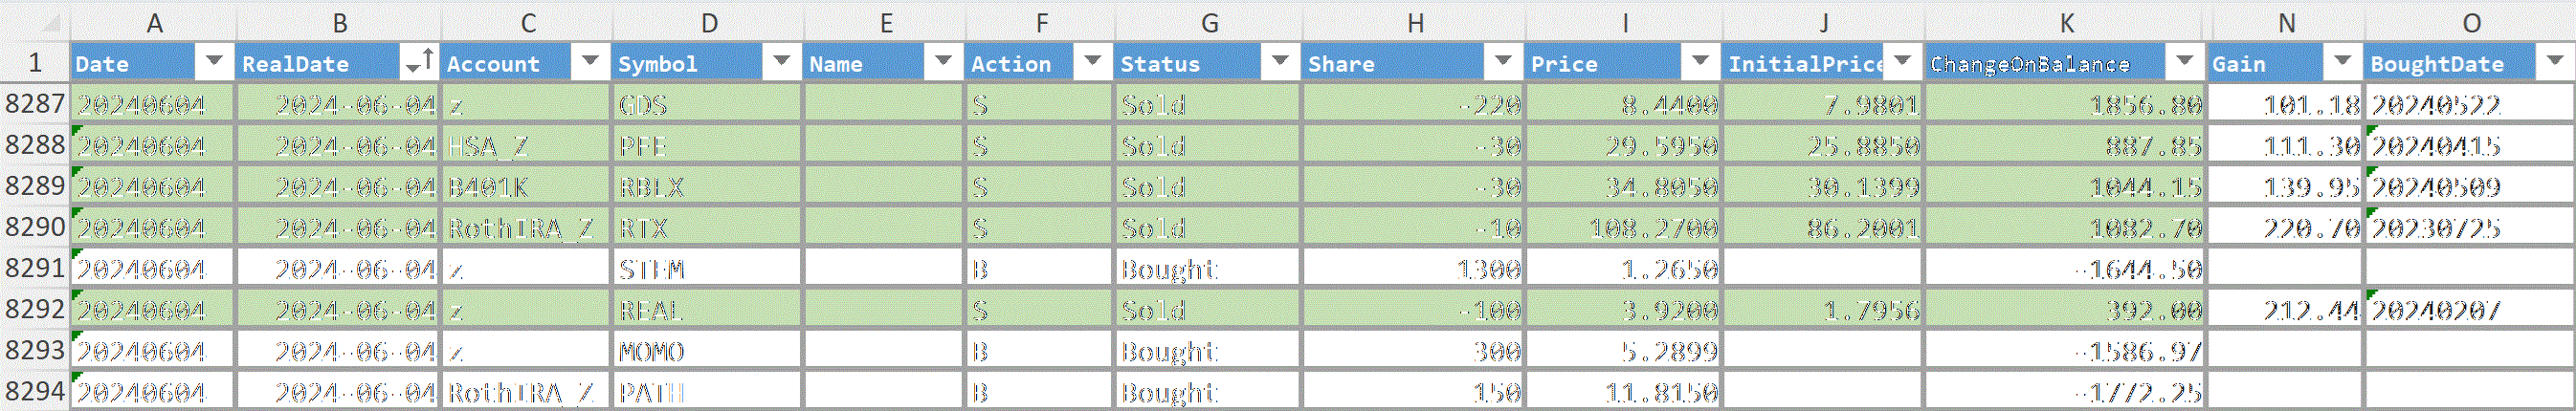 A B C D E F G H I J K N O
1 Date RealDate Account Symbol Name Action Status Share Price InitialPrice ChangeOnBalance Gain BoughtDate
8287 20240604 2024-06-04 z GDS S Sold -220 8.4400 7.9801 1856.80 101.18 20240522
8288 20240604 2024-06-04 HSA_Z PFE S Sold -30 29.5950 25.8850 887.85 111.30 20240415
8289 20240604 2024-06-04 B401K RBLX S Sold -30 34.8050 30.1399 1044.15 139.95 20240509
8290 20240604 2024-06-04 RothIRA_Z RTX S Sold -10 108.2700 86.2001 1082.70 220.70 20230725
8291 20240604 2024-06-04 z STEM B Bought 1300 1.2650 -1644.50
8292 20240604 2024-06-04 z REAL S Sold -100 3.9200 1.7956 392.00 212.44 20240207
8293 20240604 2024-06-04 z MOMO B Bought 300 5.2899 -1586.97
8294 20240604 2024-06-04 RothIRA_Z PATH B Bought 150 11.8150 -1772.25